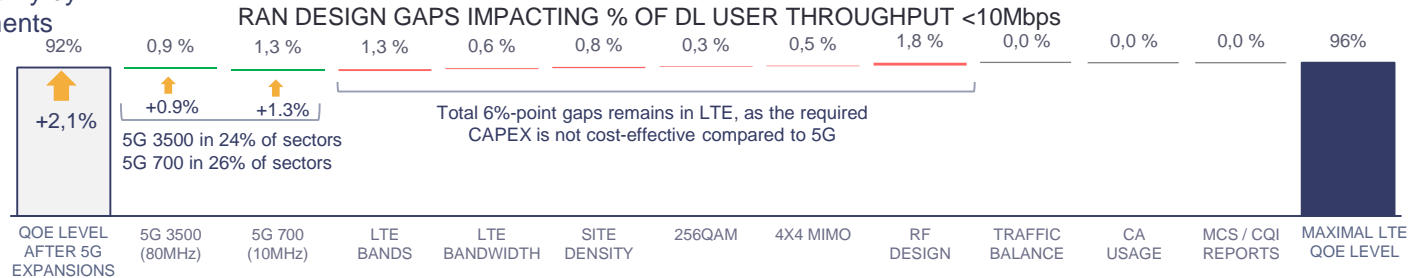 ments
RAN DESIGN GAPS IMPACTING % OF DL USER THROUGHPUT <10Mbps
92%
0,9 %
1,3 %
1,3 %
0,6 %
0,8 %
0,3 %
0,5 %
1,8 %
0,0 %
0,0 %
0,0 %
96%
+2,1%
+0.9%
+1.3%
5G 3500 in 24% of sectors
5G 700 in 26% of sectors
Total 6%-point gaps remains in LTE, as the required
CAPEX is not cost-effective compared to 5G
QOE LEVEL
AFTER 5G
EXPANSIONS
5G 3500
(80MHz)
5G 700
(10MHz)
LTE
BANDS
LTE
BANDWIDTH
SITE
DENSITY
256QAM
4X4 MIMO
RF
DESIGN
TRAFFIC
BALANCE
CA
USAGE
MCS / CQI
REPORTS
MAXIMAL LTE
QOE LEVEL